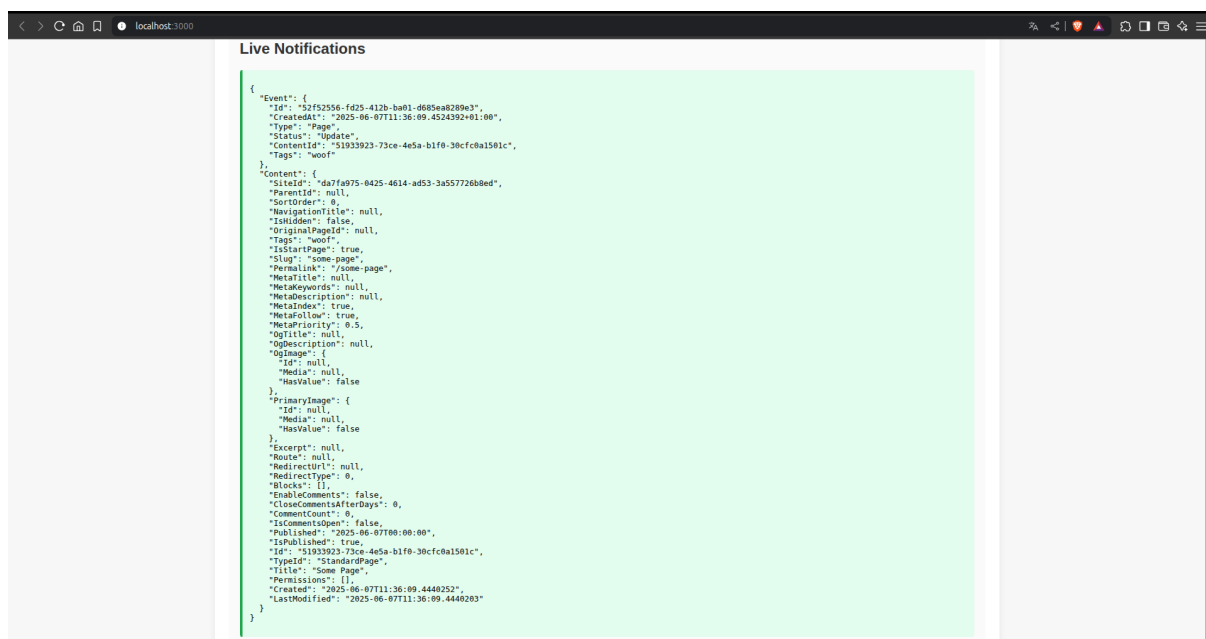 localhost:3000
Live Notifications
{
  "Event": {
    "Id": "52f52556-fd25-412b-ba01-d685ea8289e3",
    "CreatedAt": "2025-06-07T11:36:09.4524392+01:00",
    "Type": "Page",
    "Status": "Update",
    "ContentId": "51933923-73ce-4e5a-b1f0-30cfc0a1501c",
    "Tags": "woof"
  },
  "Content": {
    "SiteId": "da7fa975-0425-4614-ad53-3a557726b8ed",
    "ParentId": null,
    "SortOrder": 0,
    "NavigationTitle": null,
    "IsHidden": false,
    "OriginalPageId": null,
    "Tags": "woof",
    "IsStartPage": true,
    "Slug": "some-page",
    "Permalink": "/some-page",
    "MetaTitle": null,
    "MetaKeywords": null,
    "MetaDescription": null,
    "MetaIndex": true,
    "MetaFollow": true,
    "MetaPriority": 0.5,
    "OgTitle": null,
    "OgDescription": null,
    "OgImage": {
      "Id": null,
      "Media": null,
      "HasValue": false
    },
    "PrimaryImage": {
      "Id": null,
      "Media": null,
      "HasValue": false
    },
    "Excerpt": null,
    "Route": null,
    "RedirectUrl": null,
    "RedirectType": 0,
    "Blocks": [],
    "EnableComments": false,
    "CloseCommentsAfterDays": 0,
    "CommentCount": 0,
    "IsCommentsOpen": false,
    "Published": "2025-06-07T00:00:00",
    "IsPublished": true,
    "Id": "51933923-73ce-4e5a-b1f0-30cfc0a1501c",
    "TypeId": "StandardPage",
    "Title": "Some Page",
    "Permissions": [],
    "Created": "2025-06-07T11:36:09.4440252",
    "LastModified": "2025-06-07T11:36:09.4440203"
  }
}